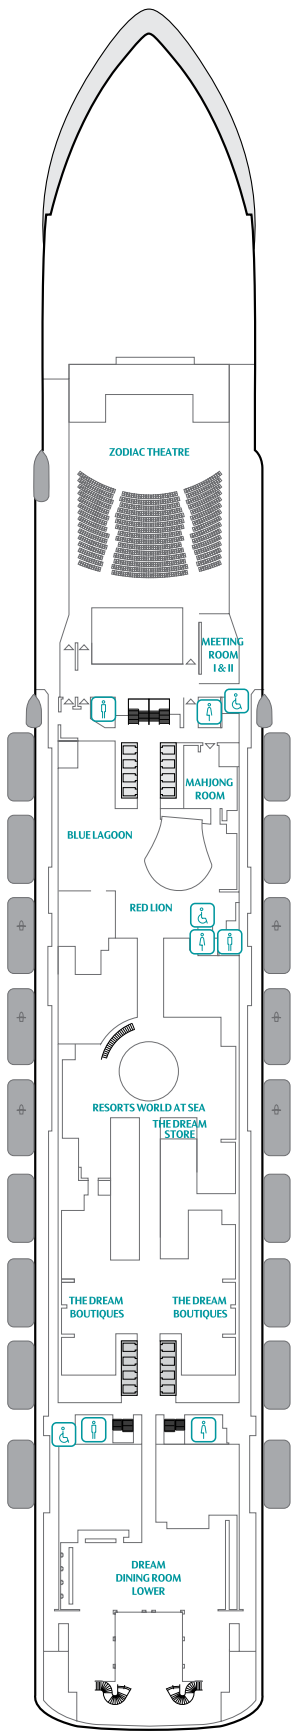 ZODIAC THEATRE
MEETING
ROOM
I & II
MAHJONG
ROOM
BLUE LAGOON
RED LION
RESORTS WORLD AT SEA
THE DREAM
STORE
THE DREAM
BOUTIQUES
THE DREAM
BOUTIQUES
DREAM
DINING ROOM
LOWER